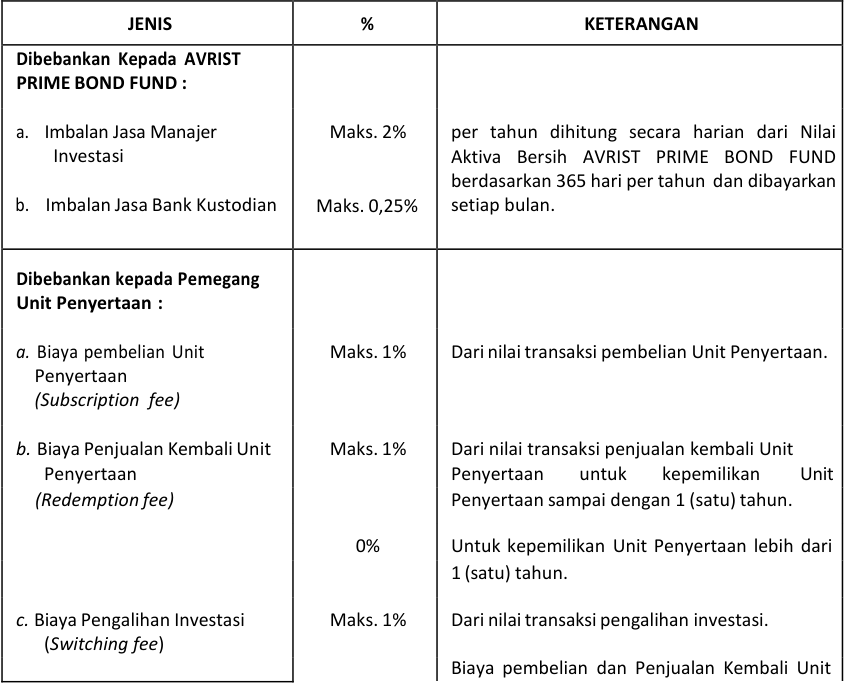 JENIS % KETERANGAN
Dibebankan Kepada AVRIST
PRIME BOND FUND :
a. Imbalan Jasa Manajer Maks. 2% per tahun dihitung secara harian dari Nilai
Investasi Aktiva Bersih AVRIST PRIME BOND FUND
berdasarkan 365 hari per tahun dan dibayarkan
b. Imbalan Jasa Bank Kustodian Maks. 0,25% setiap bulan.
Dibebankan kepada Pemegang
Unit Penyertaan :
a. Biaya pembelian Unit Maks. 1% Dari nilai transaksi pembelian Unit Penyertaan.
Penyertaan
(Subscription fee)
b. Biaya Penjualan Kembali Unit Maks. 1% Dari nilai transaksi penjualan kembali Unit
Penyertaan Penyertaan untuk kepemilikan Unit
(Redemption fee) Penyertaan sampai dengan 1 (satu) tahun.
0% Untuk kepemilikan Unit Penyertaan lebih dari
1 (satu) tahun.
c. Biaya Pengalihan Investasi Maks. 1% Dari nilai transaksi pengalihan investasi.
(Switching fee)
Biaya pembelian dan Penjualan Kembali Unit